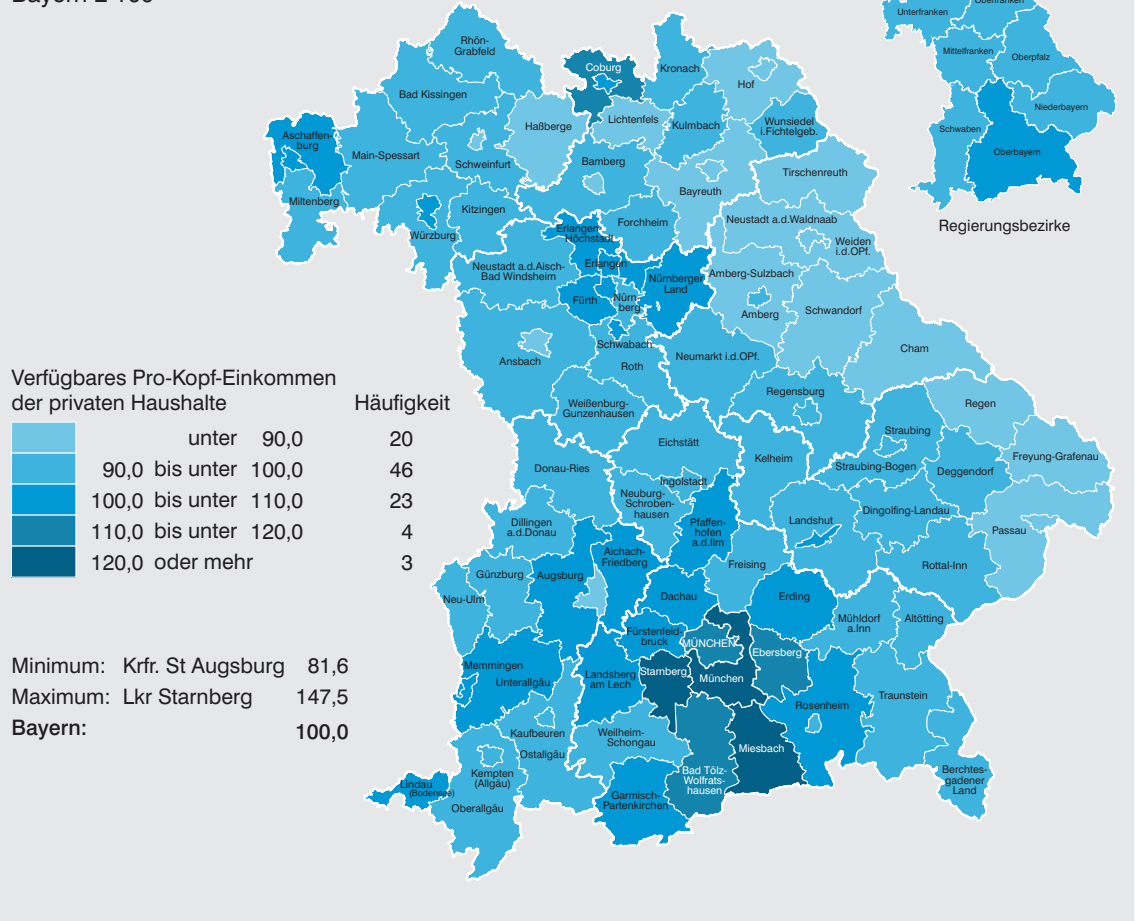 Unterfranken
Mittelfranken
Oberpfalz
Niederbayern
Schwaben
Oberbayern
Regierungsbezirke
Rhön-
Grabfeld
Coburg
Kronach
Hof
Bad Kissingen
Haßberge
Lichtenfels
Kulmbach
Wunsiedel
i.Fichtelgeb.
Aschaffen-
burg
Main-Spessart
Schweinfurt
Bamberg
Bayreuth
Tirschenreuth
Miltenberg
Kitzingen
Würzburg
Forchheim
Neustadt a.d.Waldnaab
Erlangen-
Höchstadt
Weiden
i.d.OPf.
Erlangen
Neustadt a.d.Aisch-
Bad Windsheim
Nürnberger
Land
Amberg-Sulzbach
Fürth
Nürn-
berg
Amberg
Schwandorf
Schwabach
Ansbach
Roth
Neumarkt i.d.OPf.
Cham
Weißenburg-
Gunzenhausen
Regensburg
Regen
Straubing
Eichstätt
Kelheim
Freyung-Grafenau
Donau-Ries
Straubing-Bogen
Deggendorf
Ingolstadt
Neuburg-
Schroben-
hausen
Dillingen
a.d.Donau
Pfaffen-
hofen
a.d.Ilm
Landshut
Dingolfing-Landau
Passau
Aichach-
Friedberg
Freising
Rottal-Inn
Günzburg
Augsburg
Neu-Ulm
Dachau
Erding
Mühldorf
a.Inn
Altötting
Fürstenfeld-
bruck
MÜNCHEN
Ebersberg
Memmingen
Unterallgäu
Landsberg
am Lech
Starnberg
München
Rosenheim
Traunstein
Kaufbeuren
Ostallgäu
Weilheim-
Schongau
Miesbach
Kempten
(Allgäu)
Bad Tölz-
Wolfrats-
hausen
Berchtes-
gadener
Land
Lindau
(Bodensee)
Oberallgäu
Garmisch-
Partenkirchen
Verfügbares Pro-Kopf-Einkommen
der privaten Haushalte Häufigkeit
unter 90,0 20
90,0 bis unter 100,0 46
100,0 bis unter 110,0 23
110,0 bis unter 120,0 4
120,0 oder mehr 3
Minimum: Krfr. St Augsburg 81,6
Maximum: Lkr Starnberg 147,5
Bayern: 100,0